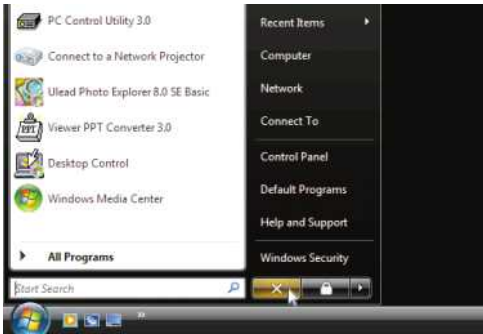 PC Control Utility 3.0
Connect to a Network Projector
Ulead Photo Explorer 8.0 SE Basic
PPT
Viewer PPT Converter 3.0
Desktop Control
Windows Media Center
All Programs
Start Search
Recent Items
Computer
Network
Connect To
Control Panel
Default Programs
Help and Support
Windows Security